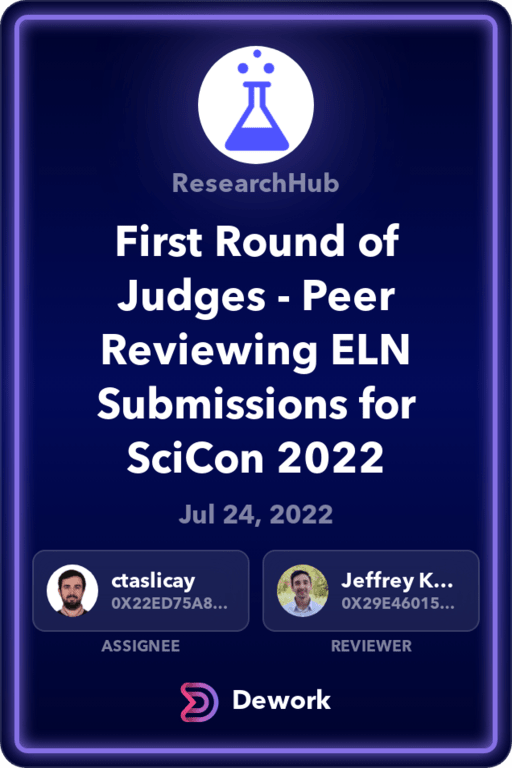 ResearchHub
First Round of
Judges - Peer
Reviewing ELN
Submissions for
SciCon 2022
Jul 24, 2022
ctaslicay
0X22ED75A8...
ASSIGNEE
Jeffrey K...
0X29E46015...
REVIEWER
Dework